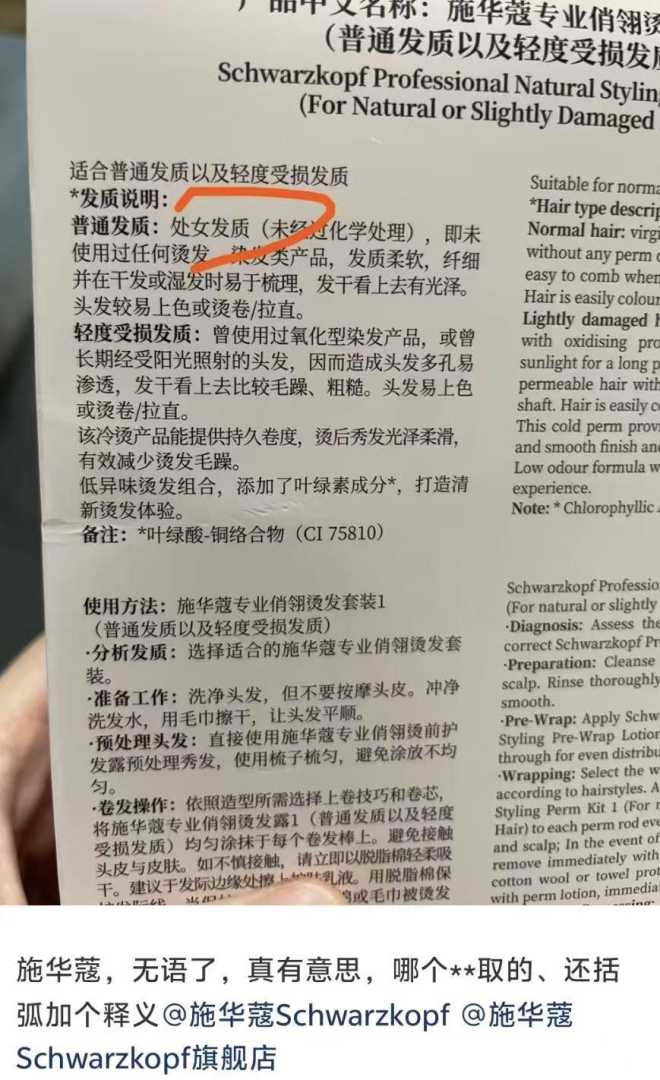 产品中文名称：施华蔻专业俏翎烫
（普通发质以及轻度受损发质
Schwarzkopf Professional Natural Styling
(For Natural or Slightly Damaged
适合普通发质以及轻度受损发质
*发质说明：
普通发质：处女发质（未经过化学处理），即未
使用过任何烫发、染发类产品，发质柔软，纤细
并在干发或湿发时易于梳理，发干看上去有光泽。
头发较易上色或烫卷/拉直。
轻度受损发质：曾使用过氧化型染发产品，或曾
长期经受阳光照射的头发，因而造成头发多孔易
渗透，发干看上去比较毛躁、粗糙。头发易上色
或烫卷/拉直。
该冷烫产品能提供持久卷度，烫后秀发光泽柔滑，
有效减少烫发毛躁。
低异味烫发组合，添加了叶绿素成分*，打造清
新烫发体验。
备注：*叶绿酸-铜络合物（CI 75810）
Suitable for norma
*Hair type descrip
Normal hair: virgi
without any perm o
easy to comb when
Hair is easily colour
Lightly damaged h
with oxidising pro
sunlight for a long p
permeable hair with
shaft. Hair is easily c
This cold perm provi
and smooth finish an
Low odour formula w
experience.
Note: * Chlorophyllic
使用方法：施华蔻专业俏翎烫发套装1
（普通发质以及轻度受损发质）
·分析发质：选择适合的施华蔻专业俏翎烫发套
装。
·准备工作：洗净头发，但不要按摩头皮。冲净
洗发水，用毛巾擦干，让头发平顺。
·预处理头发：直接使用施华蔻专业俏翎烫前护
发露预处理秀发，使用梳子梳匀，避免涂放不均
匀。
·卷发操作：依照造型所需选择上卷技巧和卷芯，
将施华蔻专业俏翎烫发露1（普通发质以及轻度
受损发质）均匀涂抹于每个卷发棒上。避免接触
头皮与皮肤。如不慎接触，请立即以脱脂棉轻柔吸
干。建议于发际边缘处擦上护肤乳液。用脱脂棉保
或毛巾被烫发
Schwarzkopf Professio
(For natural or slightly
·Diagnosis: Assess the
correct Schwarzkopf Pr
·Preparation: Cleanse
scalp. Rinse thoroughly
smooth.
·Pre-Wrap: Apply Schw
Styling Pre-Wrap Lotion
through for even distribu
·Wrapping: Select the w
according to hairstyles. A
Styling Perm Kit 1 (For n
Hair) to each perm rod eve
and scalp; In the event of
remove immediately with
cotton wool or towel prot
with perm lotion, immedia
施华蔻，无语了，真有意思，哪个**取的、还括
弧加个释义@施华蔻Schwarzkopf @施华蔻
Schwarzkopf旗舰店